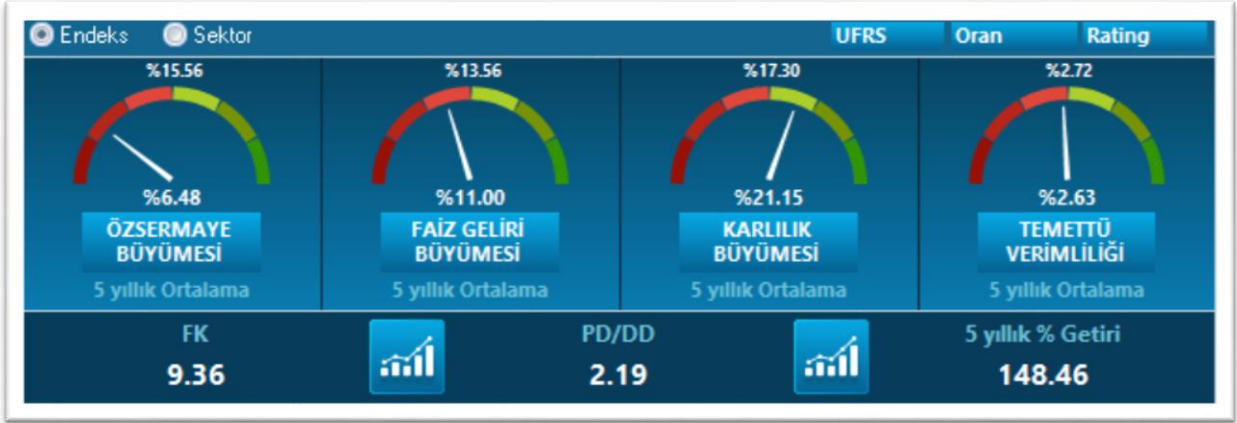 Endeks Sektor UFRS Oran Rating
%15.56 %13.56 %17.30 %2.72
%6.48 %11.00 %21.15 %2.63
ÖZSERMAYE
BÜYÜMESİ
FAİZ GELİRİ
BÜYÜMESİ
KARLILIK
BÜYÜMESİ
TEMETTÜ
VERİMLİLİĞİ
5 yıllık Ortalama 5 yıllık Ortalama 5 yıllık Ortalama 5 yıllık Ortalama
FK PD/DD 5 yıllık % Getiri
9.36 2.19 148.46